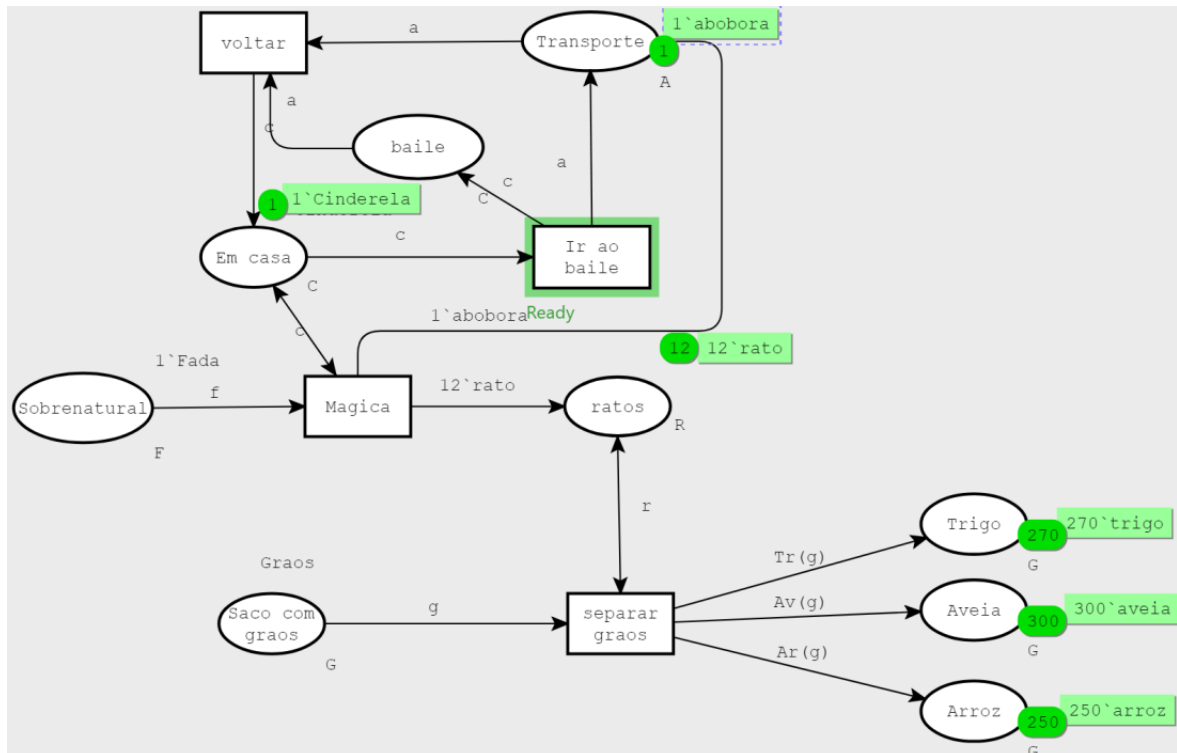 1`abobora
voltar
a
Transporte
1
A
a
c
baile
c
C
a
1
1`Cinderela
Em casa
C
c
Ir ao
baile
Ready
c
1`abobora
12
12`rato
1`Fada
f
Sobrenatural
F
Magica
12`rato
ratos
R
r
Graos
Saco com
graos
G
g
separar
graos
Tr(g)
Av(g)
Ar(g)
Trigo
270
270`trigo
G
Aveia
300
300`aveia
G
Arroz
250
250`arroz
G